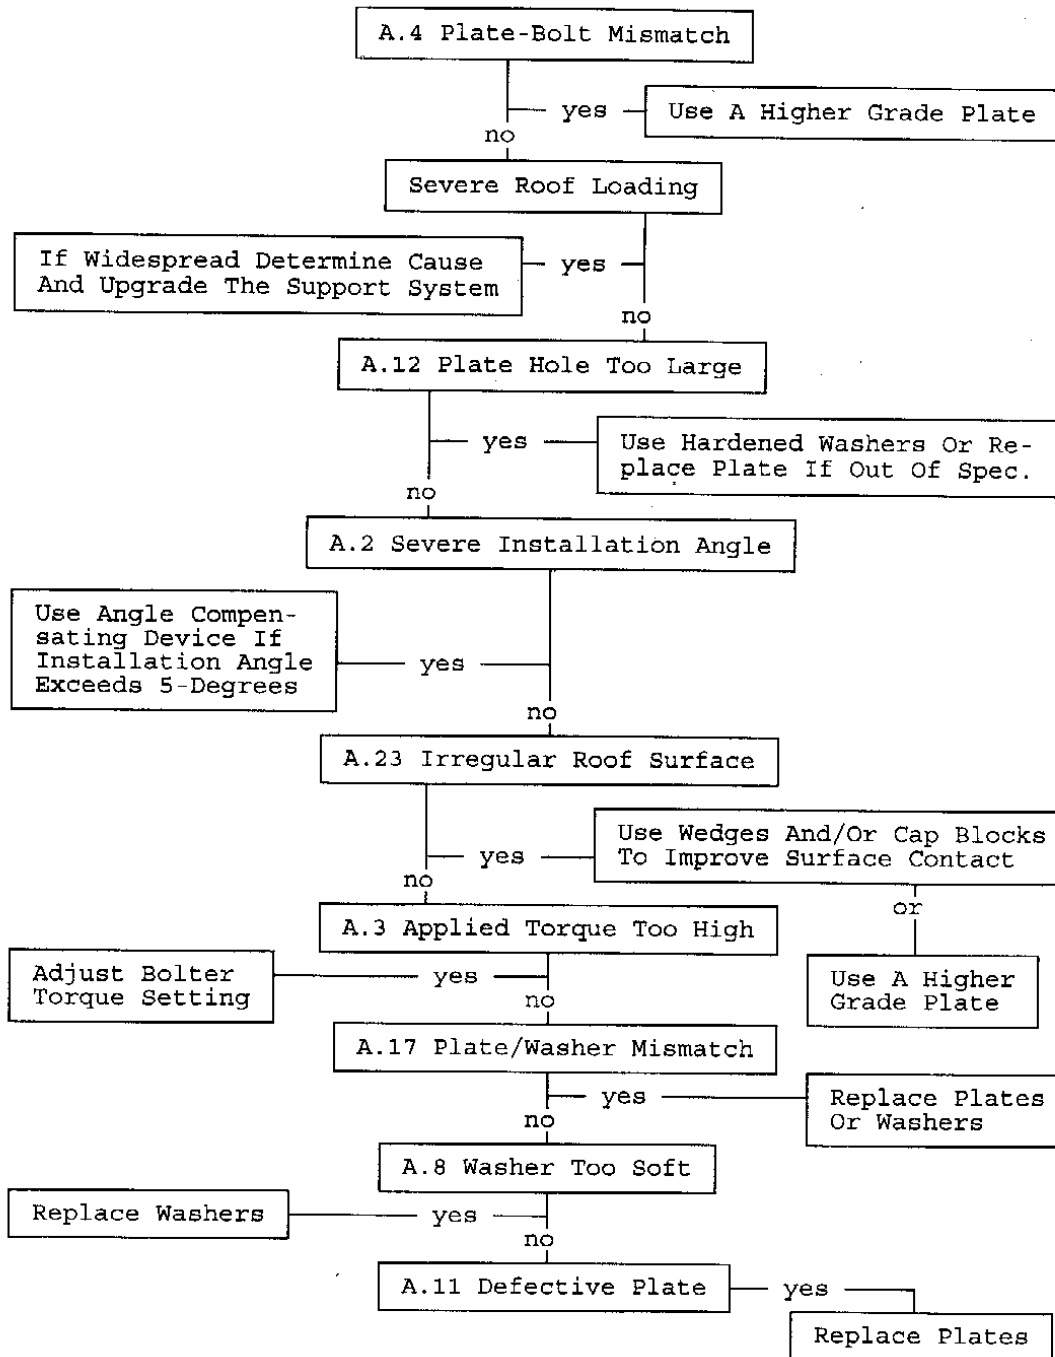 A.4 Plate-Bolt Mismatch
yes
Use A Higher Grade Plate
no
Severe Roof Loading
If Widespread Determine Cause
And Upgrade The Support System
yes
no
A.12 Plate Hole Too Large
yes
Use Hardened Washers Or Re-
place Plate If Out Of Spec.
no
A.2 Severe Installation Angle
Use Angle Compen-
sating Device If
Installation Angle
Exceeds 5-Degrees
yes
no
A.23 Irregular Roof Surface
yes
Use Wedges And/Or Cap Blocks
To Improve Surface Contact
no
or
A.3 Applied Torque Too High
Use A Higher
Grade Plate
Adjust Bolter
Torque Setting
yes
no
A.17 Plate/Washer Mismatch
yes
Replace Plates
Or Washers
no
A.8 Washer Too Soft
Replace Washers
yes
no
A.11 Defective Plate
yes
Replace Plates